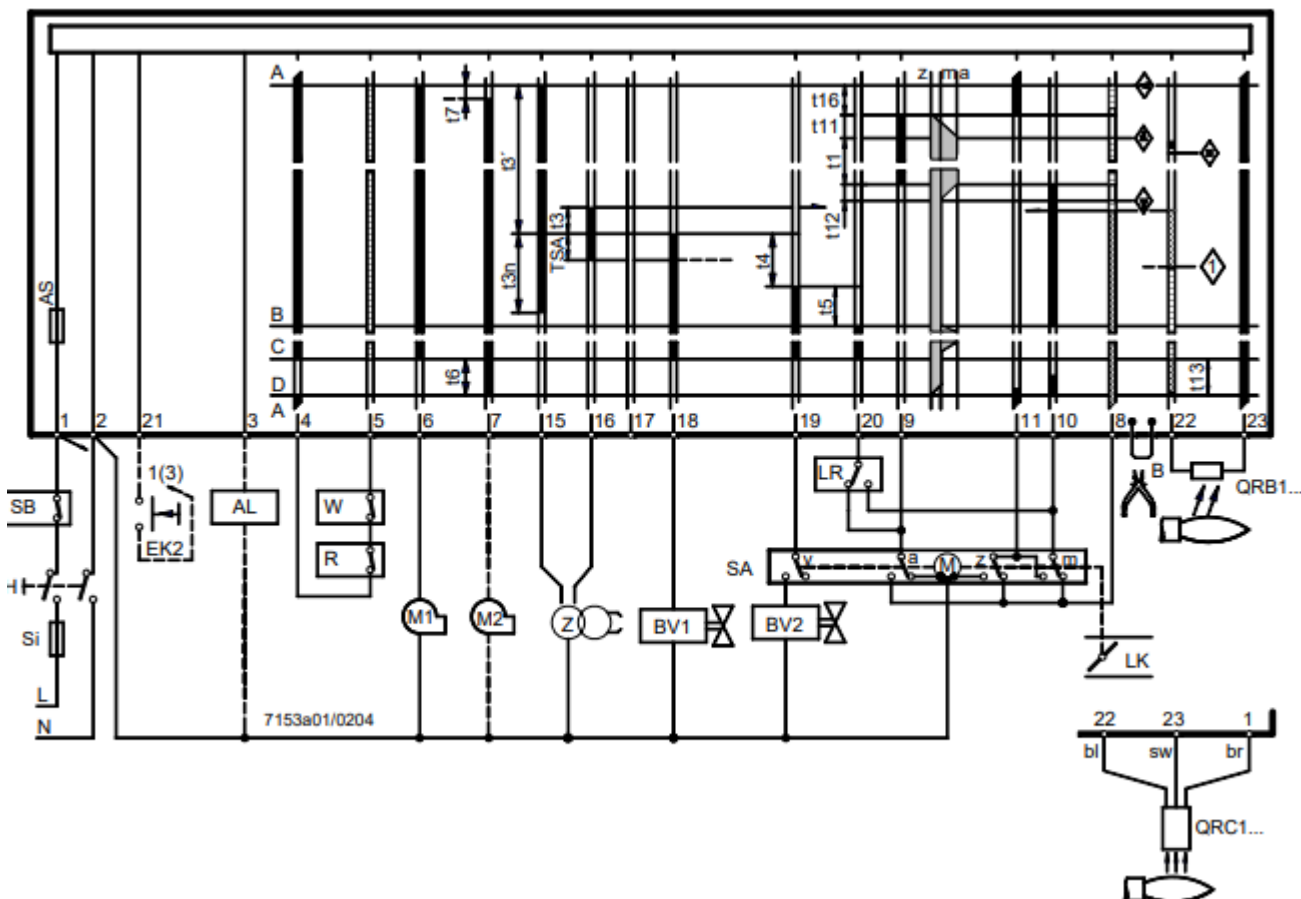 A
z m a
t7
t16
t11
t3´
t1
t12
t3
TSA
t3n
t4
t5
1
AS
B
C
t6
t13
D
A
1 2 21 3 4 5 6 7 15 16 17 18 19 20 9 11 10 8 22 23
1(3)
SB
EK2
AL
W
R
LR
B
QRB1...
SA
v a M z m
H
M1
M2
Z
BV1
BV2
Si
LK
L
N
7153a01/0204
22 23 1
bl sw br
QRC1...